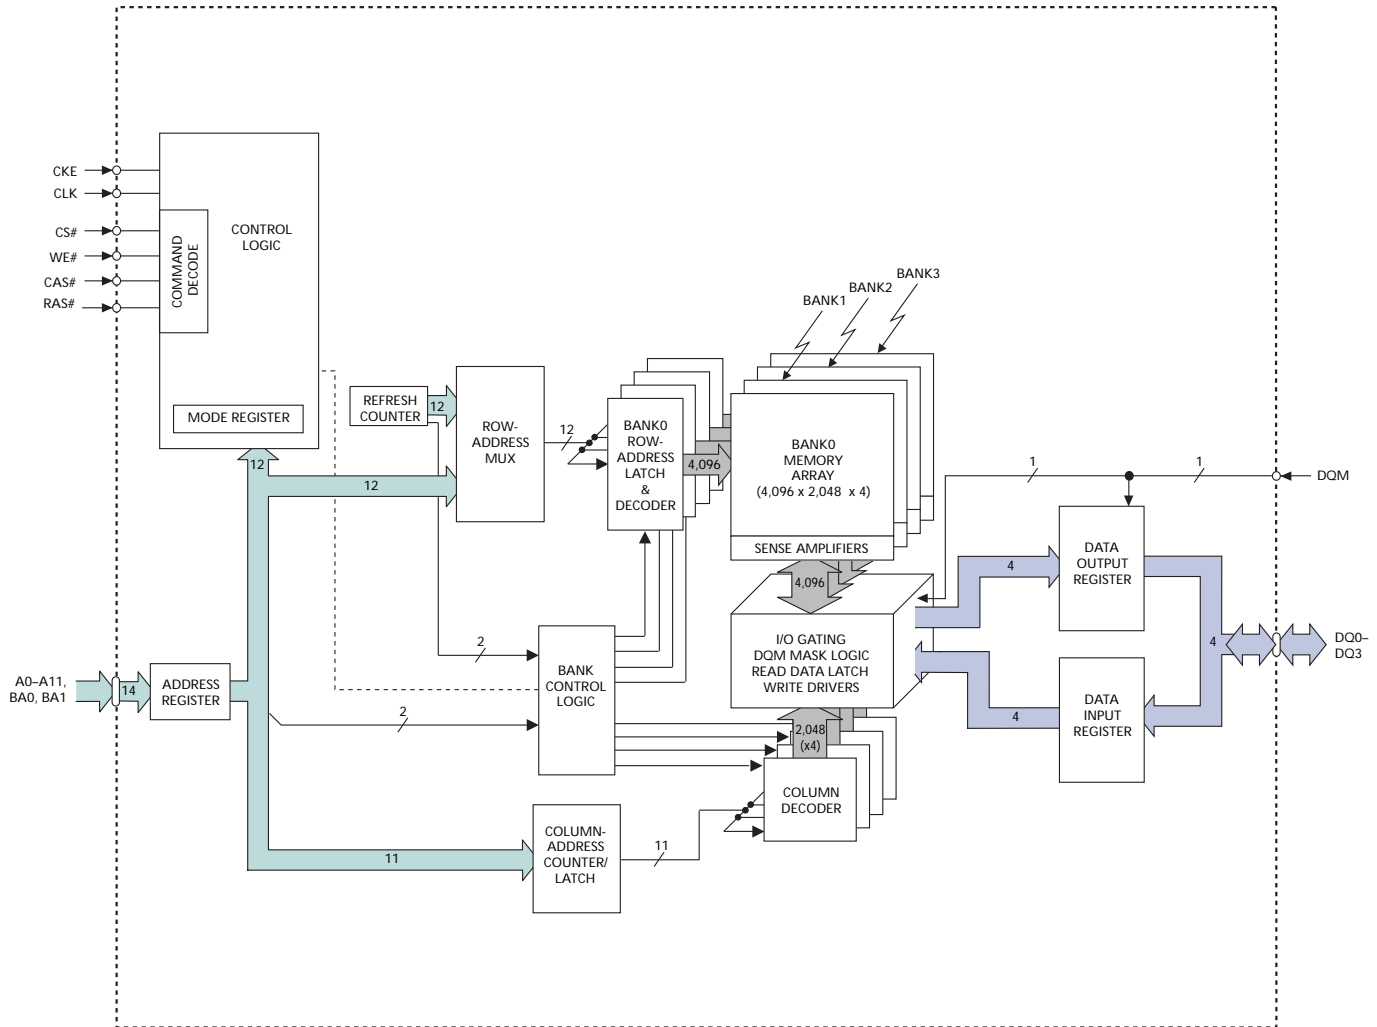 CKE
CLK
CS#
WE#
CAS#
RAS#
COMMAND
DECODE
CONTROL
LOGIC
MODE REGISTER
12
12
REFRESH
COUNTER
12
ROW-
ADDRESS
MUX
12
BANK0
ROW-
ADDRESS
LATCH
&
DECODER
4,096
BANK1
BANK2
BANK3
BANK0
MEMORY
ARRAY
(4,096 x 2,048 x 4)
SENSE AMPLIFIERS
4,096
I/O GATING
DQM MASK LOGIC
READ DATA LATCH
WRITE DRIVERS
2,048
(x4)
COLUMN
DECODER
1
1
DQM
DATA
OUTPUT
REGISTER
4
4
DQ0–
DQ3
DATA
INPUT
REGISTER
4
A0–A11,
BA0, BA1
14
ADDRESS
REGISTER
2
2
BANK
CONTROL
LOGIC
11
COLUMN-
ADDRESS
COUNTER/
LATCH
11